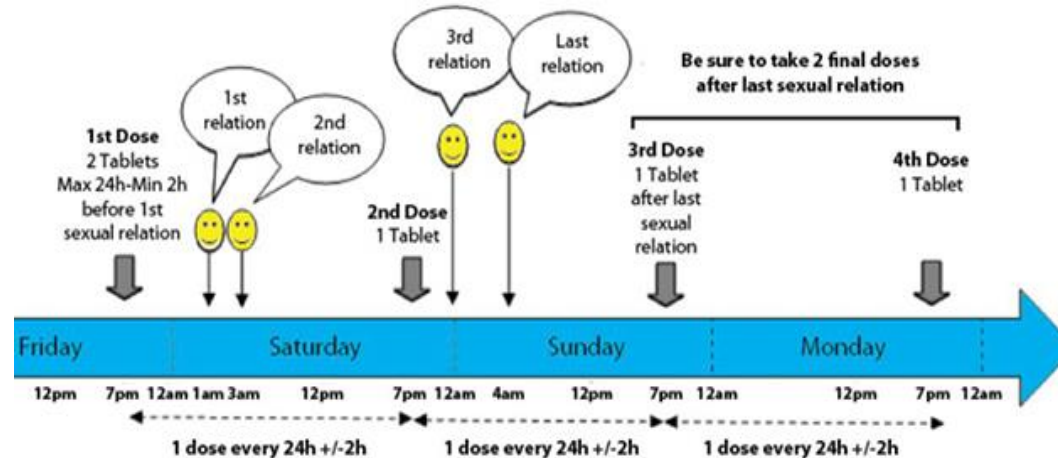 3rd
relation
Last
relation
Be sure to take 2 final doses
after last sexual relation
1st
relation
2nd
relation
1st Dose
2 Tablets
Max 24h-Min 2h
before 1st
sexual relation
2nd Dose
1 Tablet
3rd Dose
1 Tablet
after last
sexual
relation
4th Dose
1 Tablet
Friday
Saturday
Sunday
Monday
12pm 7pm 12am 1am 3am 12pm 7pm 12am 4am 12pm 7pm 12am 12pm 7pm 12am
1 dose every 24h +/-2h
1 dose every 24h +/-2h
1 dose every 24h +/-2h